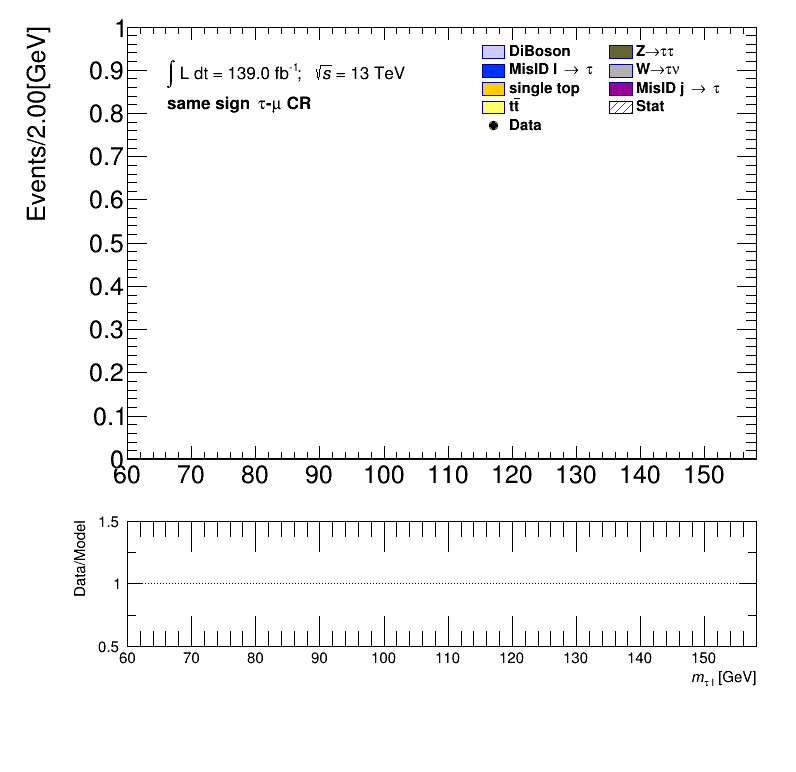 Events/2.00[GeV]
1
0.9
0.8
0.7
0.6
0.5
0.4
0.3
0.2
0.1
0
∫ L dt = 139.0 fb⁻¹; √s = 13 TeV
same sign τ-μ CR
DiBoson
MisID l → τ
single top
tt̄
Data
Z→ττ
W→τν
MisID j → τ
Stat
60 70 80 90 100 110 120 130 140 150
Data/Model
1.5
1
0.5
60 70 80 90 100 110 120 130 140 150
m_{τ l} [GeV]